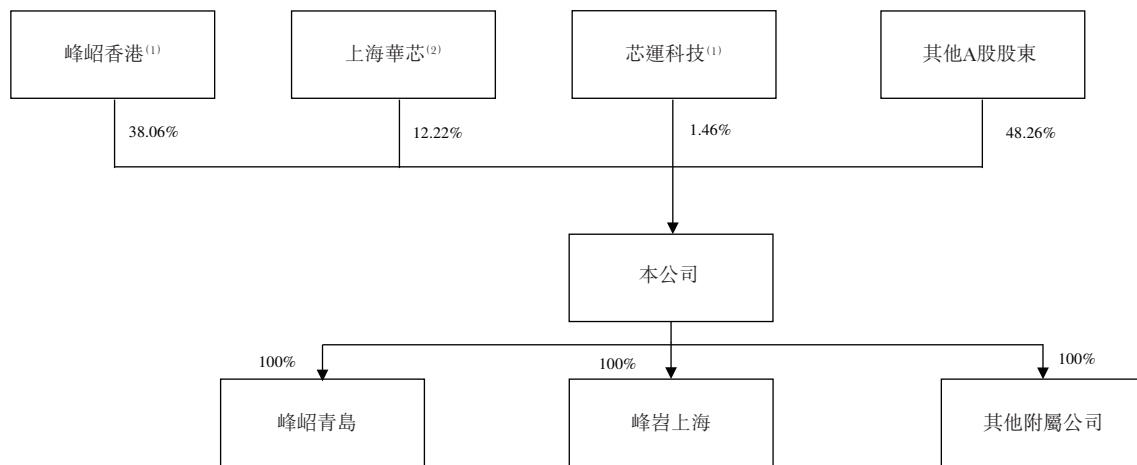 峰岹香港(1)
上海華芯(2)
芯運科技(1)
其他A股股東
38.06%
12.22%
1.46%
48.26%
本公司
100%
100%
100%
峰岹青島
峰岧上海
其他附屬公司